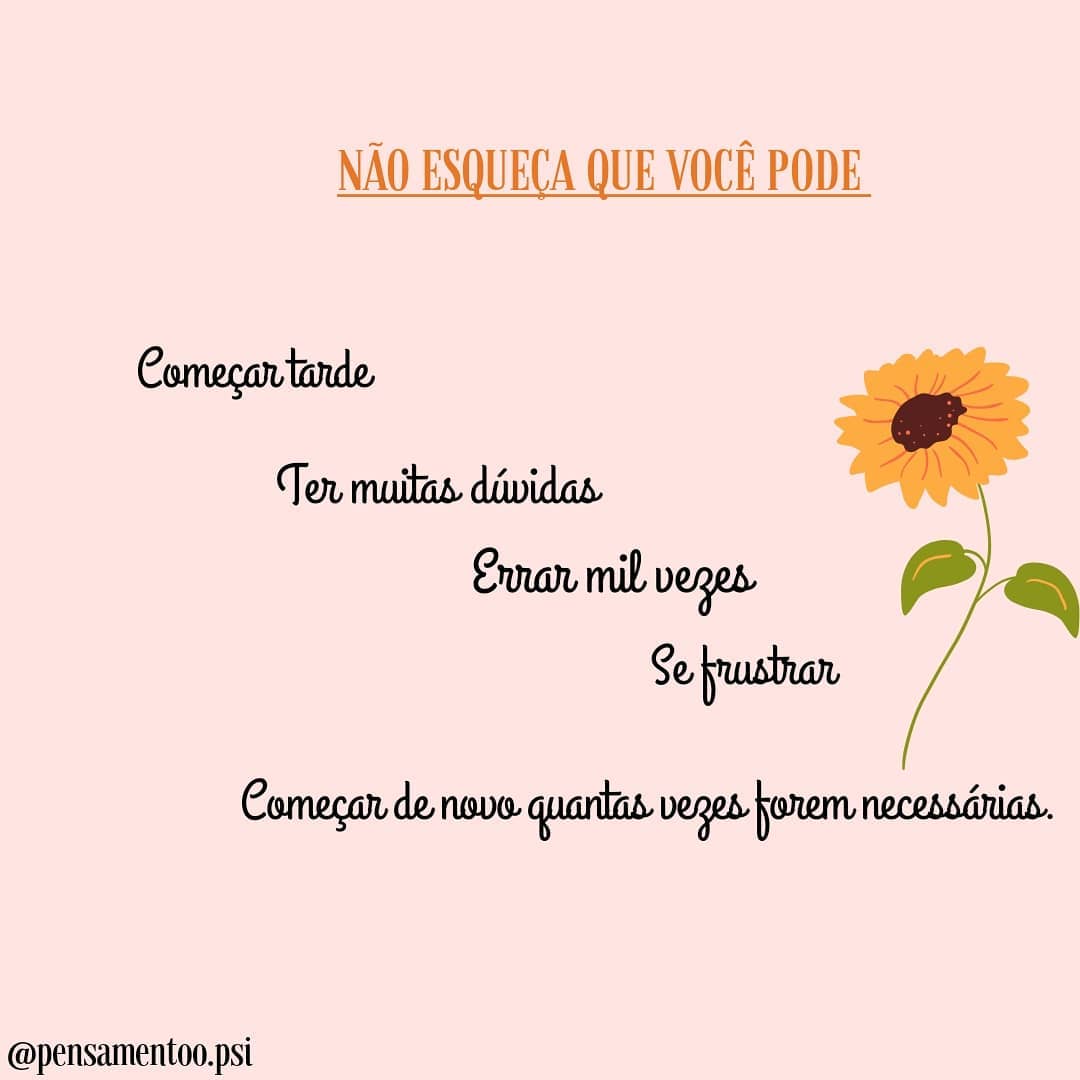 NÃO ESQUEÇA QUE VOCÊ PODE
Começar tarde
Ter muitas dúvidas
Errar mil vezes
Se frustrar
Começar de novo quantas vezes forem necessárias.
@pensamentoo.psi